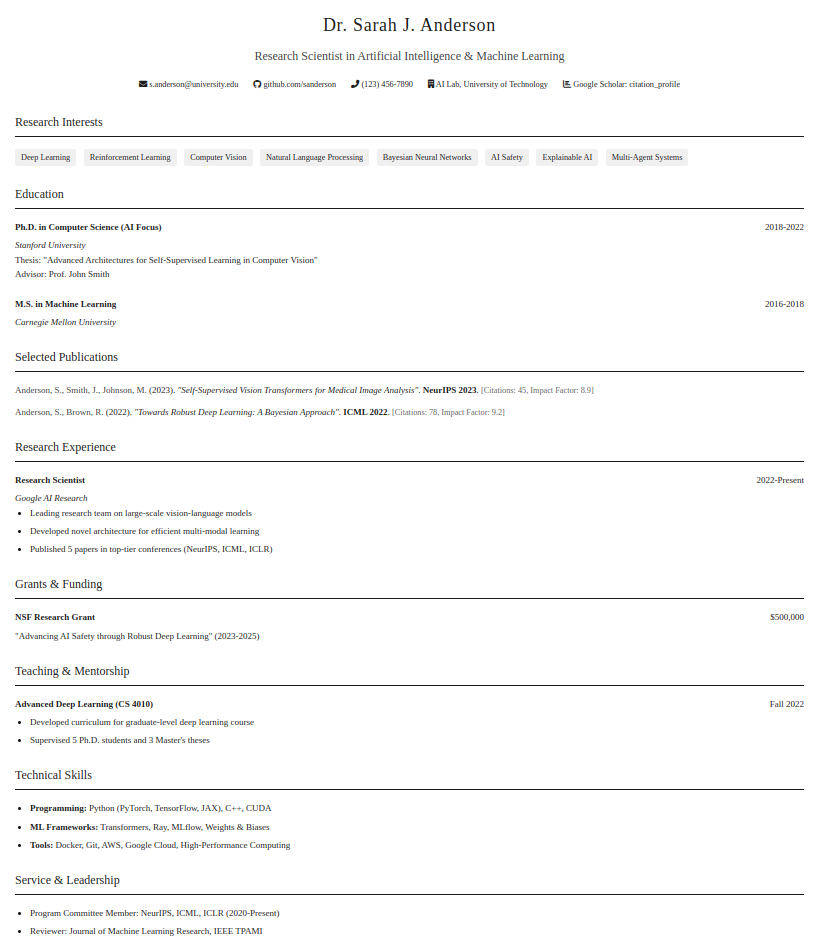 Dr. Sarah J. Anderson
Research Scientist in Artificial Intelligence & Machine Learning
s.anderson@university.edu github.com/sanderson (123) 456-7890 AI Lab, University of Technology Google Scholar: citation_profile
Research Interests
Deep Learning Reinforcement Learning Computer Vision Natural Language Processing Bayesian Neural Networks AI Safety Explainable AI Multi-Agent Systems
Education
Ph.D. in Computer Science (AI Focus) 2018-2022
Stanford University
Thesis: "Advanced Architectures for Self-Supervised Learning in Computer Vision"
Advisor: Prof. John Smith
M.S. in Machine Learning 2016-2018
Carnegie Mellon University
Selected Publications
Anderson, S., Smith, J., Johnson, M. (2023). "Self-Supervised Vision Transformers for Medical Image Analysis". NeurIPS 2023. [Citations: 45, Impact Factor: 8.9]
Anderson, S., Brown, R. (2022). "Towards Robust Deep Learning: A Bayesian Approach". ICML 2022. [Citations: 78, Impact Factor: 9.2]
Research Experience
Research Scientist 2022-Present
Google AI Research
• Leading research team on large-scale vision-language models
• Developed novel architecture for efficient multi-modal learning
• Published 5 papers in top-tier conferences (NeurIPS, ICML, ICLR)
Grants & Funding
NSF Research Grant $500,000
"Advancing AI Safety through Robust Deep Learning" (2023-2025)
Teaching & Mentorship
Advanced Deep Learning (CS 4010) Fall 2022
• Developed curriculum for graduate-level deep learning course
• Supervised 5 Ph.D. students and 3 Master's theses
Technical Skills
• Programming: Python (PyTorch, TensorFlow, JAX), C++, CUDA
• ML Frameworks: Transformers, Ray, MLflow, Weights & Biases
• Tools: Docker, Git, AWS, Google Cloud, High-Performance Computing
Service & Leadership
• Program Committee Member: NeurIPS, ICML, ICLR (2020-Present)
• Reviewer: Journal of Machine Learning Research, IEEE TPAMI